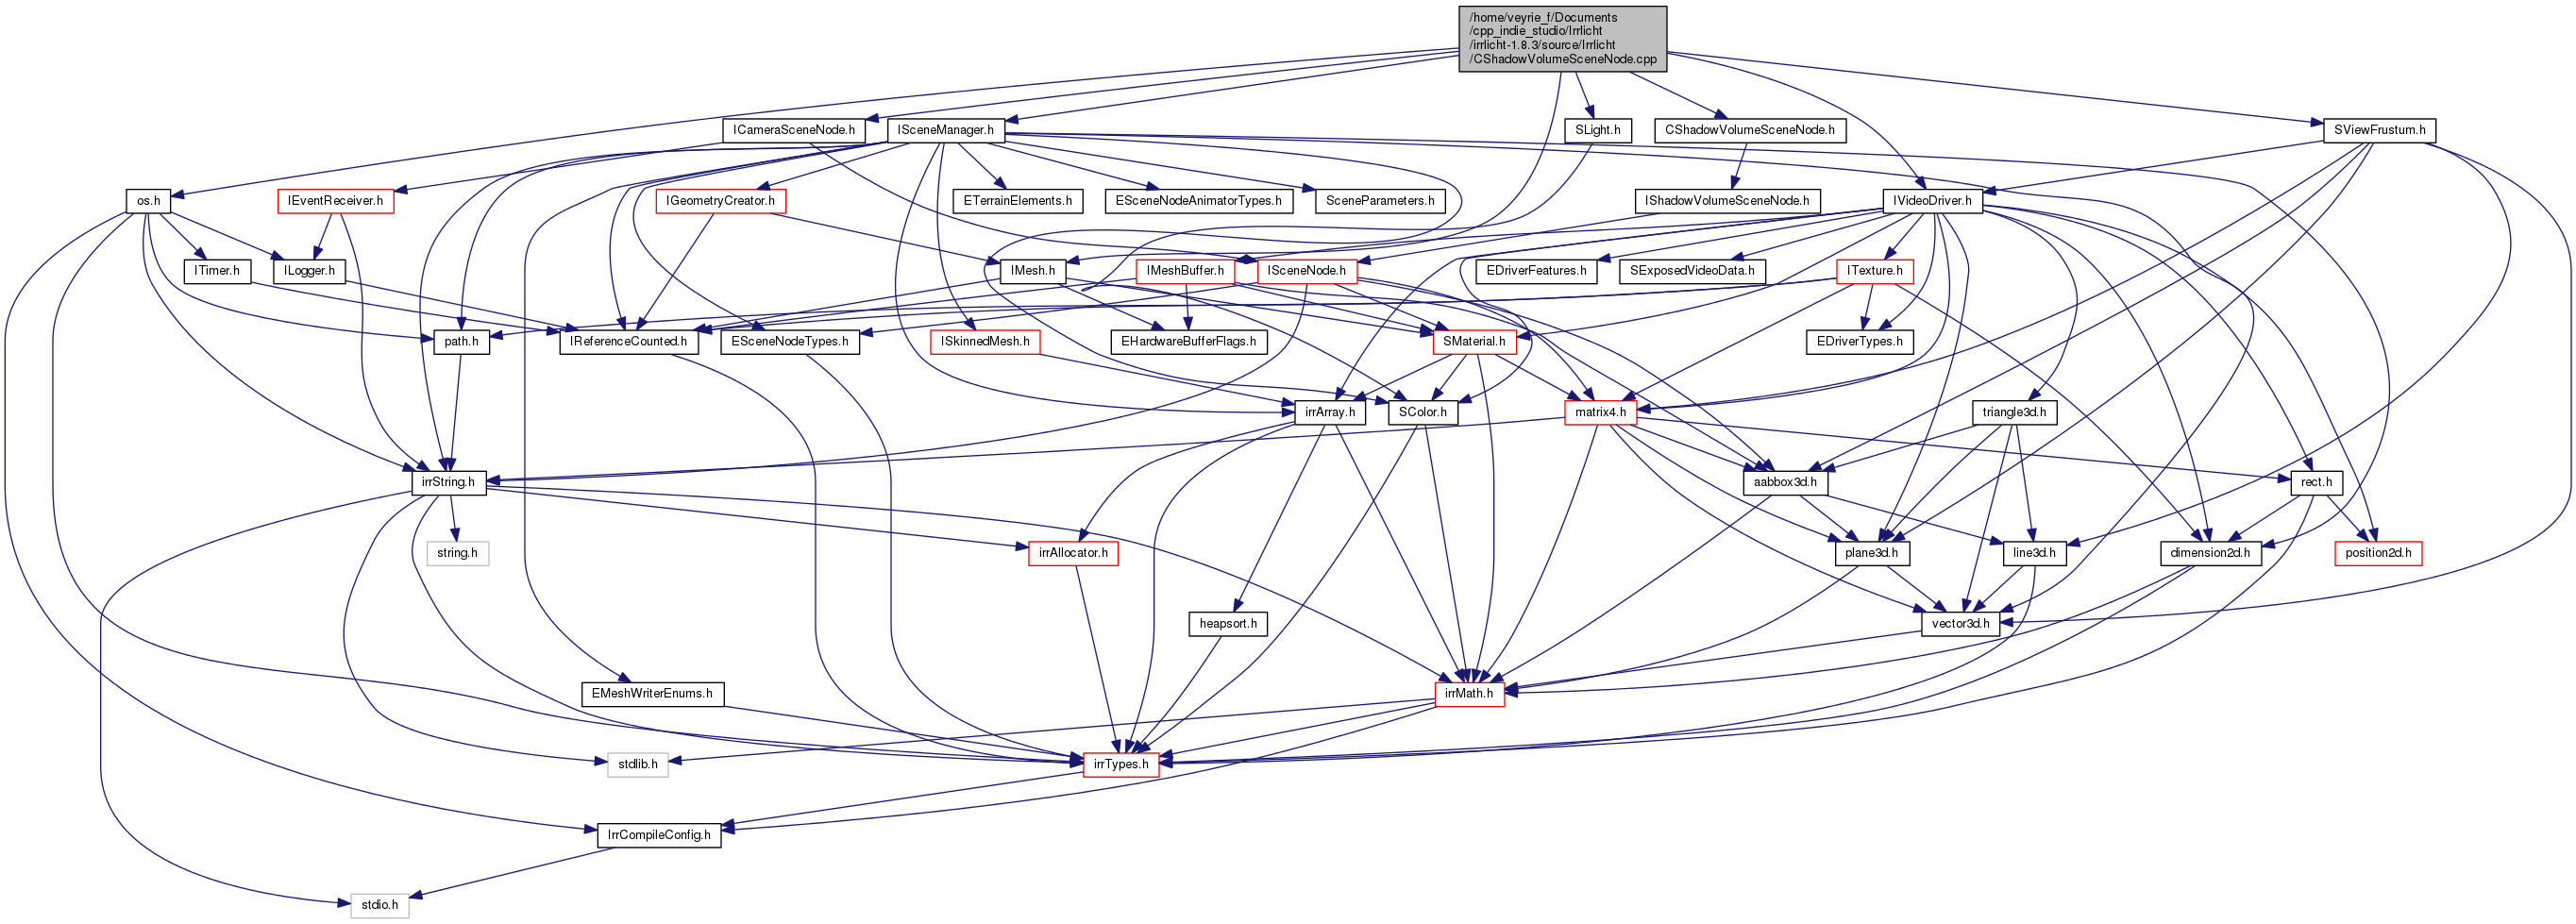 /home/veyrie_f/Documents
/cpp_indie_studio/Irrlicht
/irrlicht-1.8.3/source/Irrlicht
/CShadowVolumeSceneNode.cpp
ICameraSceneNode.h
ISceneManager.h
SLight.h
CShadowVolumeSceneNode.h
SViewFrustum.h
os.h
IEventReceiver.h
IGeometryCreator.h
ETerrainElements.h
ESceneNodeAnimatorTypes.h
SceneParameters.h
IShadowVolumeSceneNode.h
IVideoDriver.h
ITimer.h
ILogger.h
IMesh.h
IMeshBuffer.h
ISceneNode.h
EDriverFeatures.h
SExposedVideoData.h
ITexture.h
path.h
IReferenceCounted.h
ESceneNodeTypes.h
ISkinnedMesh.h
EHardwareBufferFlags.h
SMaterial.h
EDriverTypes.h
irrArray.h
SColor.h
matrix4.h
triangle3d.h
irrString.h
aabbox3d.h
rect.h
string.h
irrAllocator.h
plane3d.h
line3d.h
dimension2d.h
position2d.h
heapsort.h
vector3d.h
EMeshWriterEnums.h
irrMath.h
stdlib.h
irrTypes.h
IrrCompileConfig.h
stdio.h